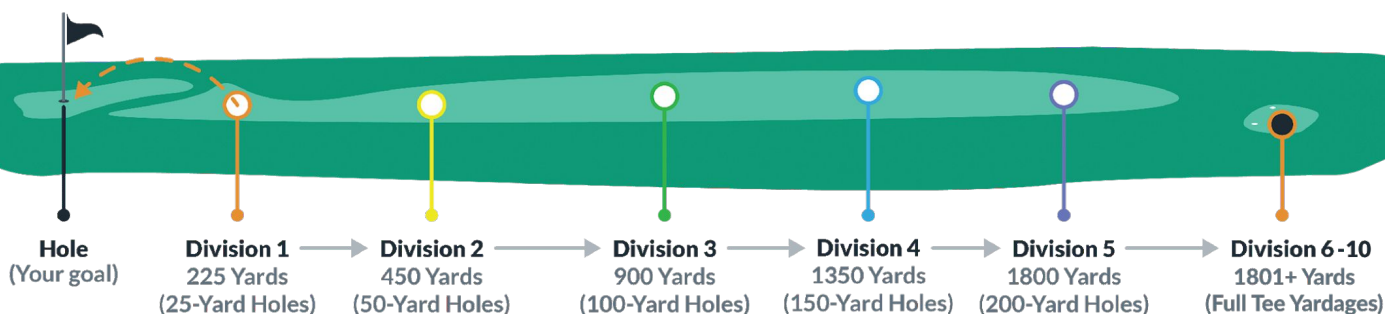 Hole
(Your goal)
Division 1
225 Yards
(25-Yard Holes)
Division 2
450 Yards
(50-Yard Holes)
Division 3
900 Yards
(100-Yard Holes)
Division 4
1350 Yards
(150-Yard Holes)
Division 5
1800 Yards
(200-Yard Holes)
Division 6-10
1801+ Yards
(Full Tee Yardages)